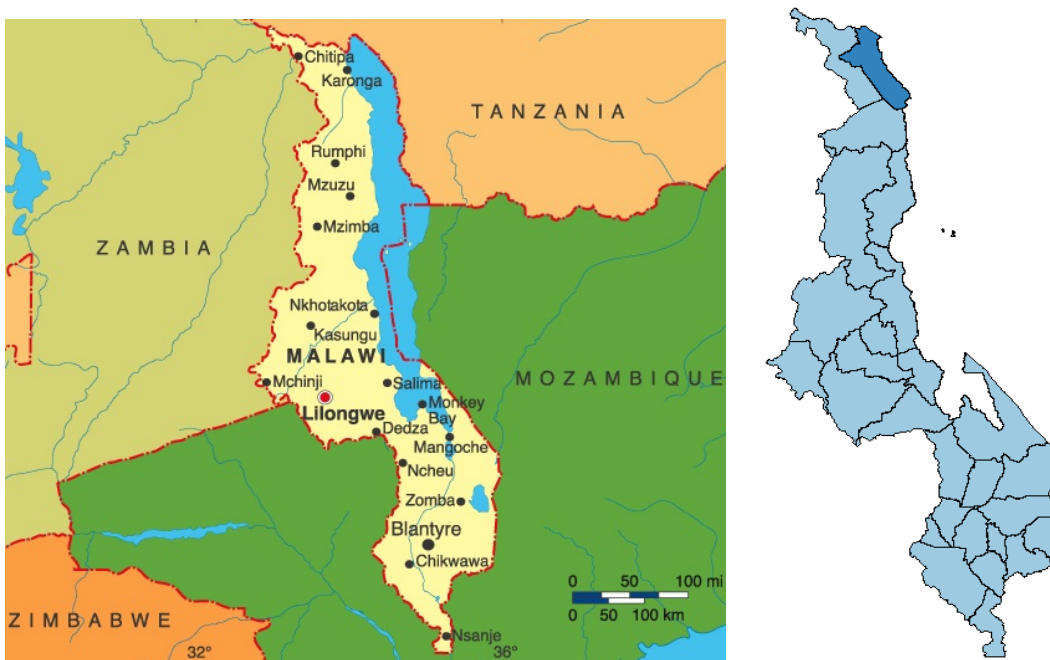 Chitipa
Karonga
TANZANIA
Rumphi
Mzuzu
Mzimba
ZAMBIA
Nkhotakota
Kasungu
MALAWI
Mchinji
Salima
MOZAMBIQUE
Lilongwe
Monkey
Bay
Dedza
Mangoche
Ncheu
Zomba
Blantyre
Chikwawa
0 50 100 mi
0 50 100 km
ZIMBABWE
Nsanje
32°
36°